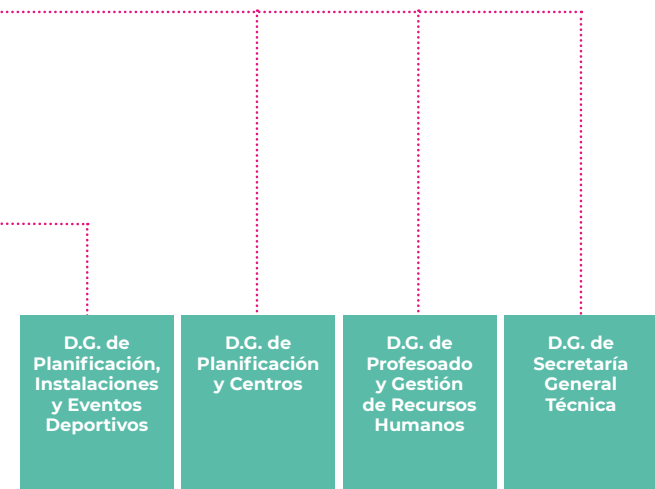 D.G. de
Planificación,
Instalaciones
y Eventos
Deportivos
D.G. de
Planificación
y Centros
D.G. de
Profesoado
y Gestión
de Recursos
Humanos
D.G. de
Secretaría
General
Técnica